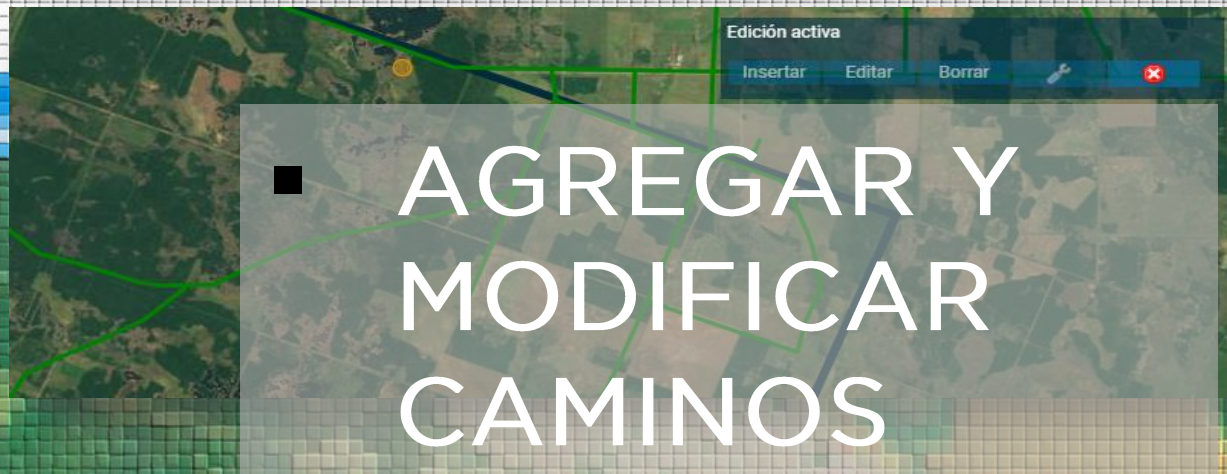 Edición activa
Insertar Editar Borrar
AGREGAR Y
MODIFICAR
CAMINOS